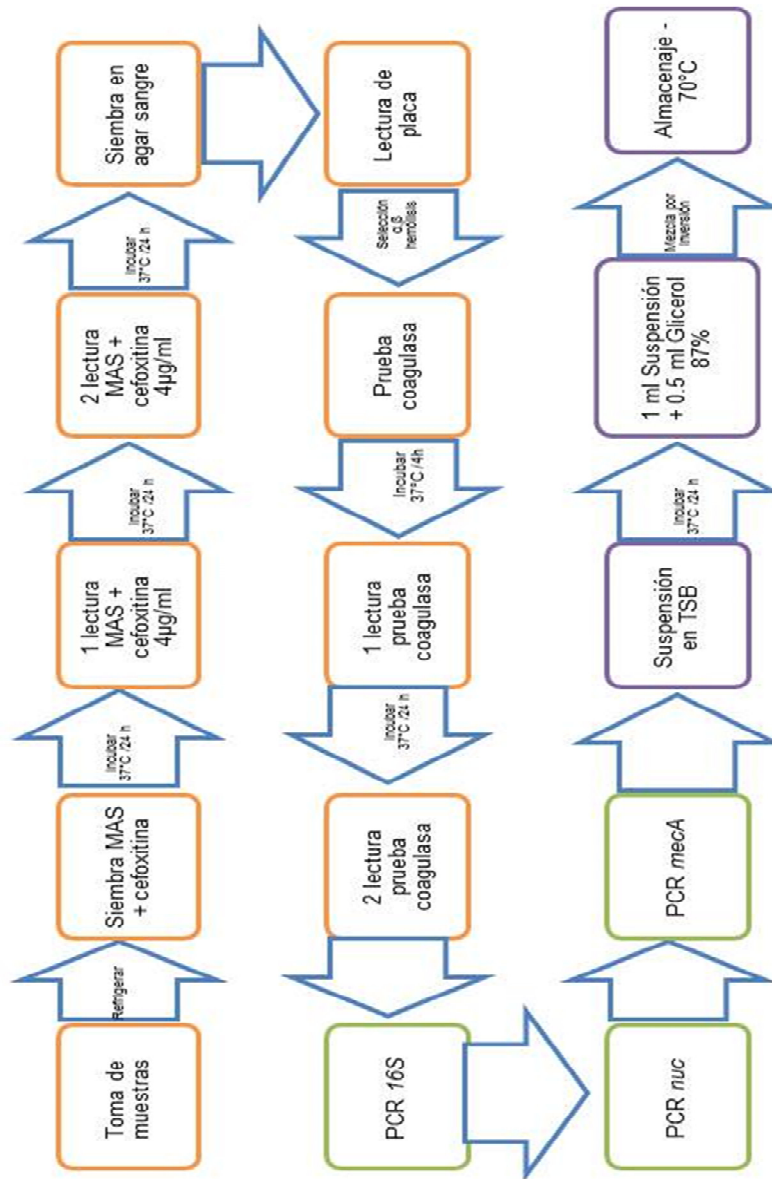 Toma de
muestras
Refrigerar
Siembra MAS
+ cefoxitina
Incubar
37°C /24 h
1 lectura
MAS +
cefoxitina
4µg/ml
Incubar
37°C /24 h
2 lectura
MAS +
cefoxitina
4µg/ml
Incubar
37°C /24 h
Siembra en
agar sangre
Lectura de
placa
Selección
α,β
hemólisis
Prueba
coagulasa
Incubar
37°C /4h
1 lectura
prueba
coagulasa
Incubar
37°C /24 h
2 lectura
prueba
coagulasa
PCR 16S
PCR nuc
PCR mecA
Suspensión
en TSB
Incubar
37°C /24 h
1 ml Suspensión
+ 0.5 ml Glicerol
87%
Mezcla por
Inversión
Almacenaje -
70°C